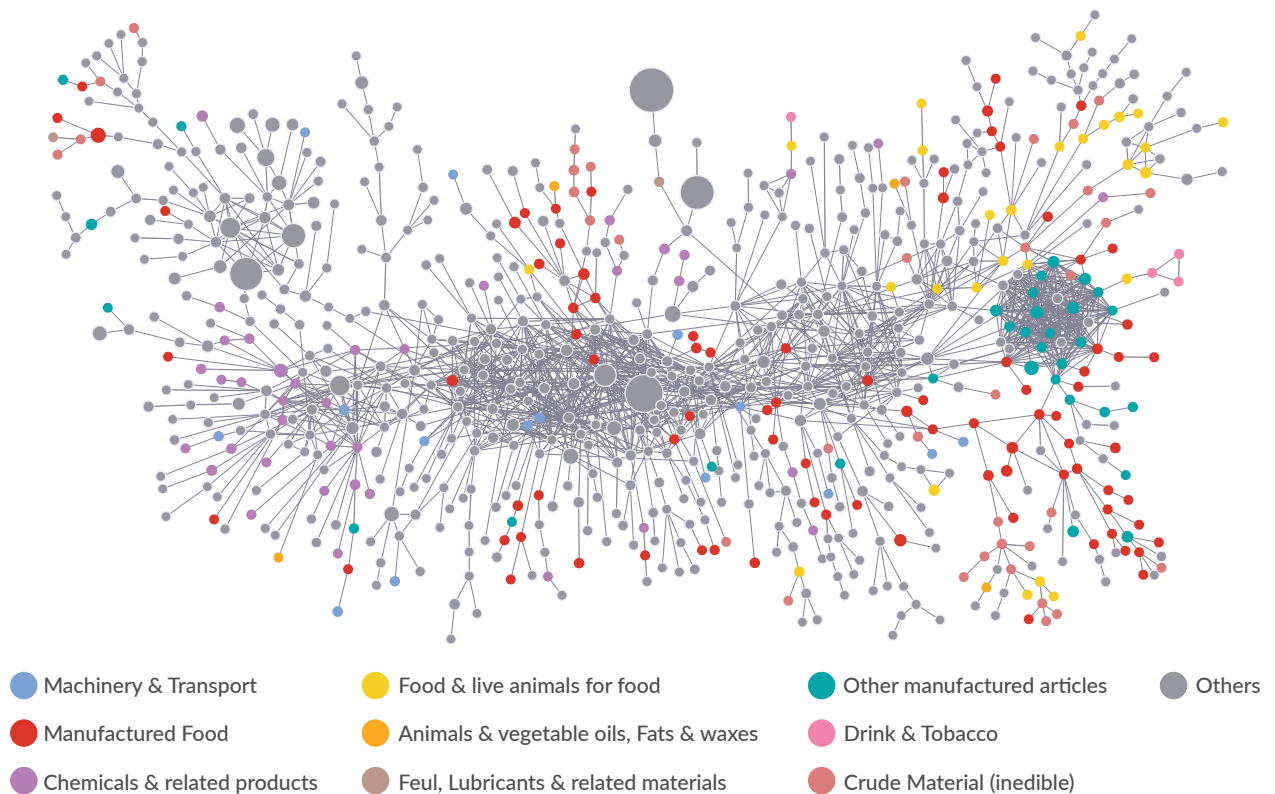 Machinery & Transport
Food & live animals for food
Other manufactured articles
Others
Manufactured Food
Animals & vegetable oils, Fats & waxes
Drink & Tobacco
Chemicals & related products
Feul, Lubricants & related materials
Crude Material (inedible)